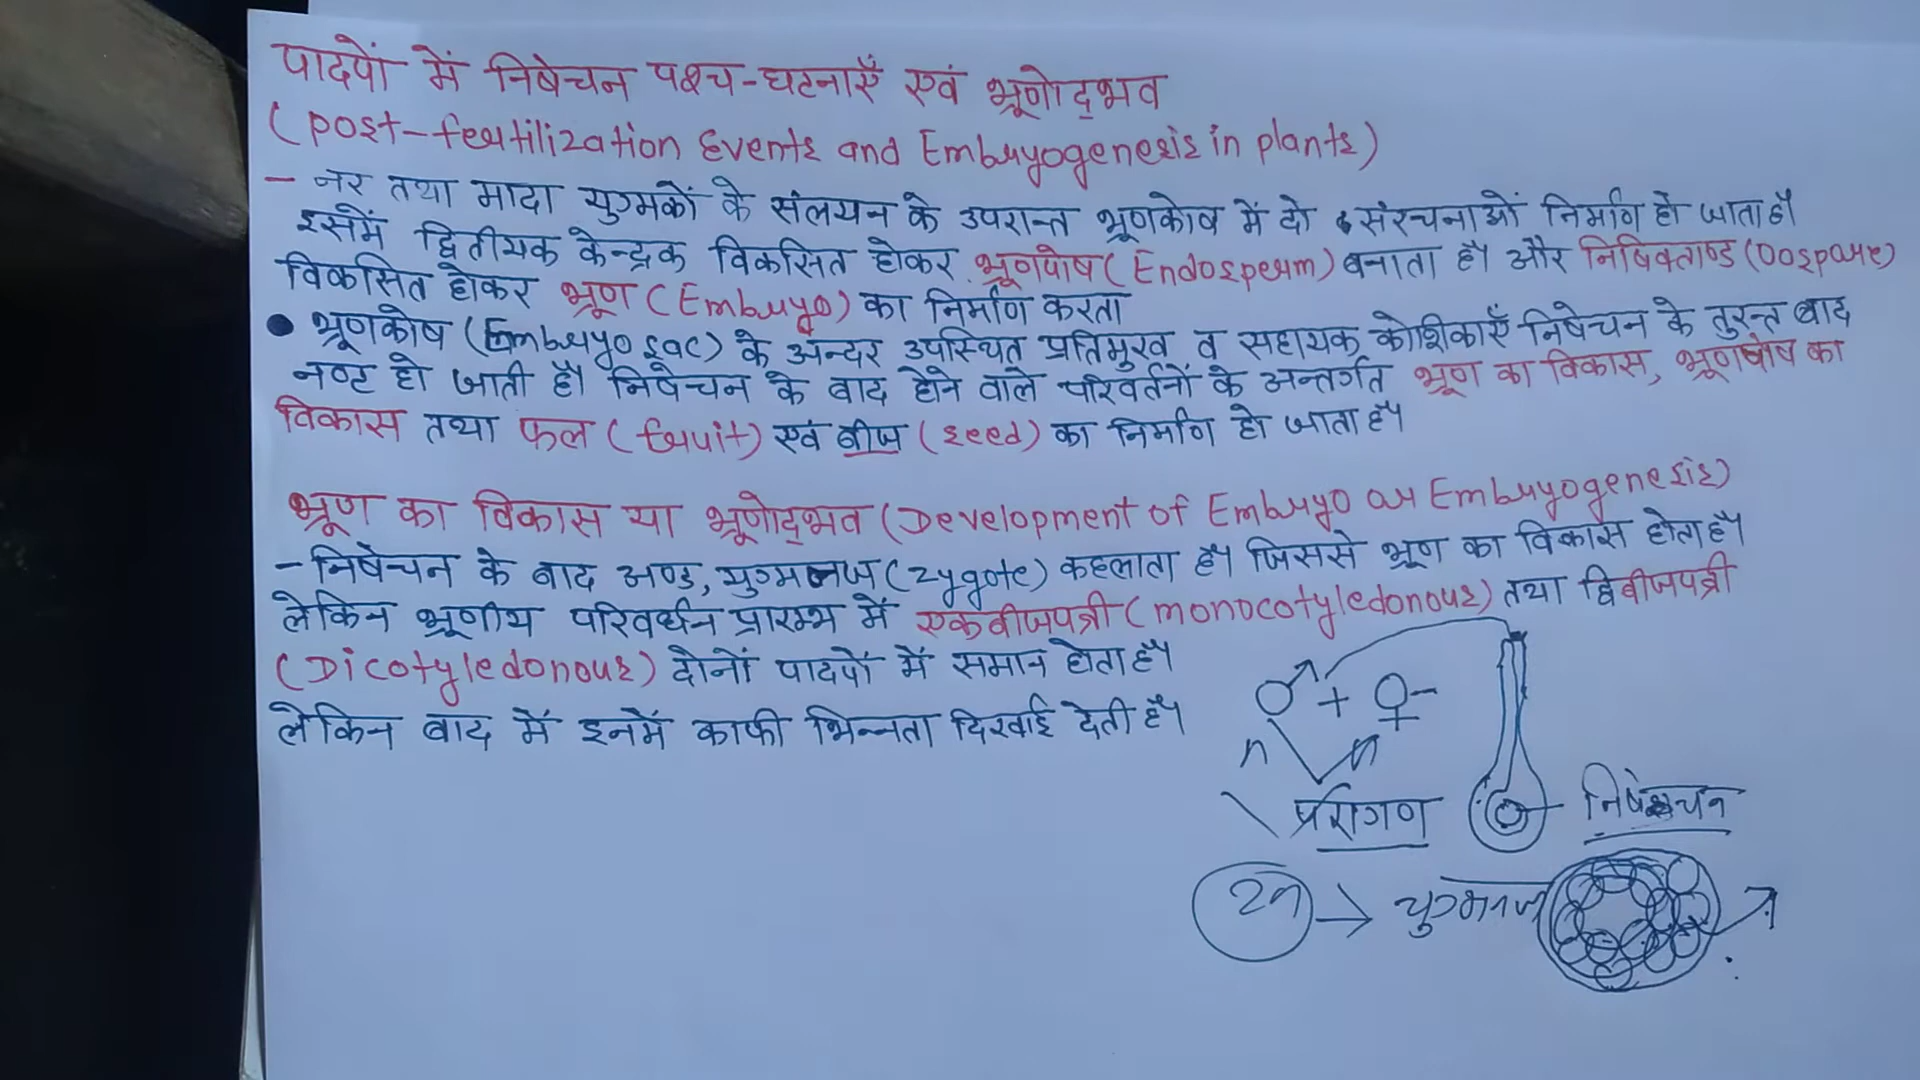 पादपों में निषेचन पश्च-घटनाएँ एवं भ्रूणोद्भव
(post-fertilization Events and Embryogenesis in plants)
- नर तथा मादा युग्मकों के संलयन के उपरान्त भ्रूणकोष में दो संरचनाओं निर्माण हो जाता है।
इसमें द्वितीयक केन्द्रक विकसित होकर भ्रूणपोष (Endosperm) बनाता है। और निषिक्ताण्ड (Oospore)
विकसित होकर भ्रूण (Embryo) का निर्माण करता
● भ्रूणकोष (Embryo sac) के अन्दर उपस्थित प्रतिमुख व सहायक कोशिकाएँ निषेचन के तुरन्त बाद
नष्ट हो जाती है। निषेचन के बाद होने वाले परिवर्तनों के अन्तर्गत भ्रूण का विकास, भ्रूणपोष का
विकास तथा फल (fruit) एवं बीज (seed) का निर्माण हो जाता है।
भ्रूण का विकास या भ्रूणोद्भव (Development of Embryo or Embryogenesis)
- निषेचन के बाद अण्ड, युग्मनज (zygote) कहलाता है। जिससे भ्रूण का विकास होता है।
लेकिन भ्रूणीय परिवर्धन प्रारम्भ में एकबीजपत्री (monocotyledonous) तथा द्विबीजपत्री
(Dicotyledonous) दोनों पादपों में समान होता है।
लेकिन बाद में इनमें काफी भिन्नता दिखाई देती है।
♂ + ♀
n n
परागण निषेचन
2n → युग्मनज